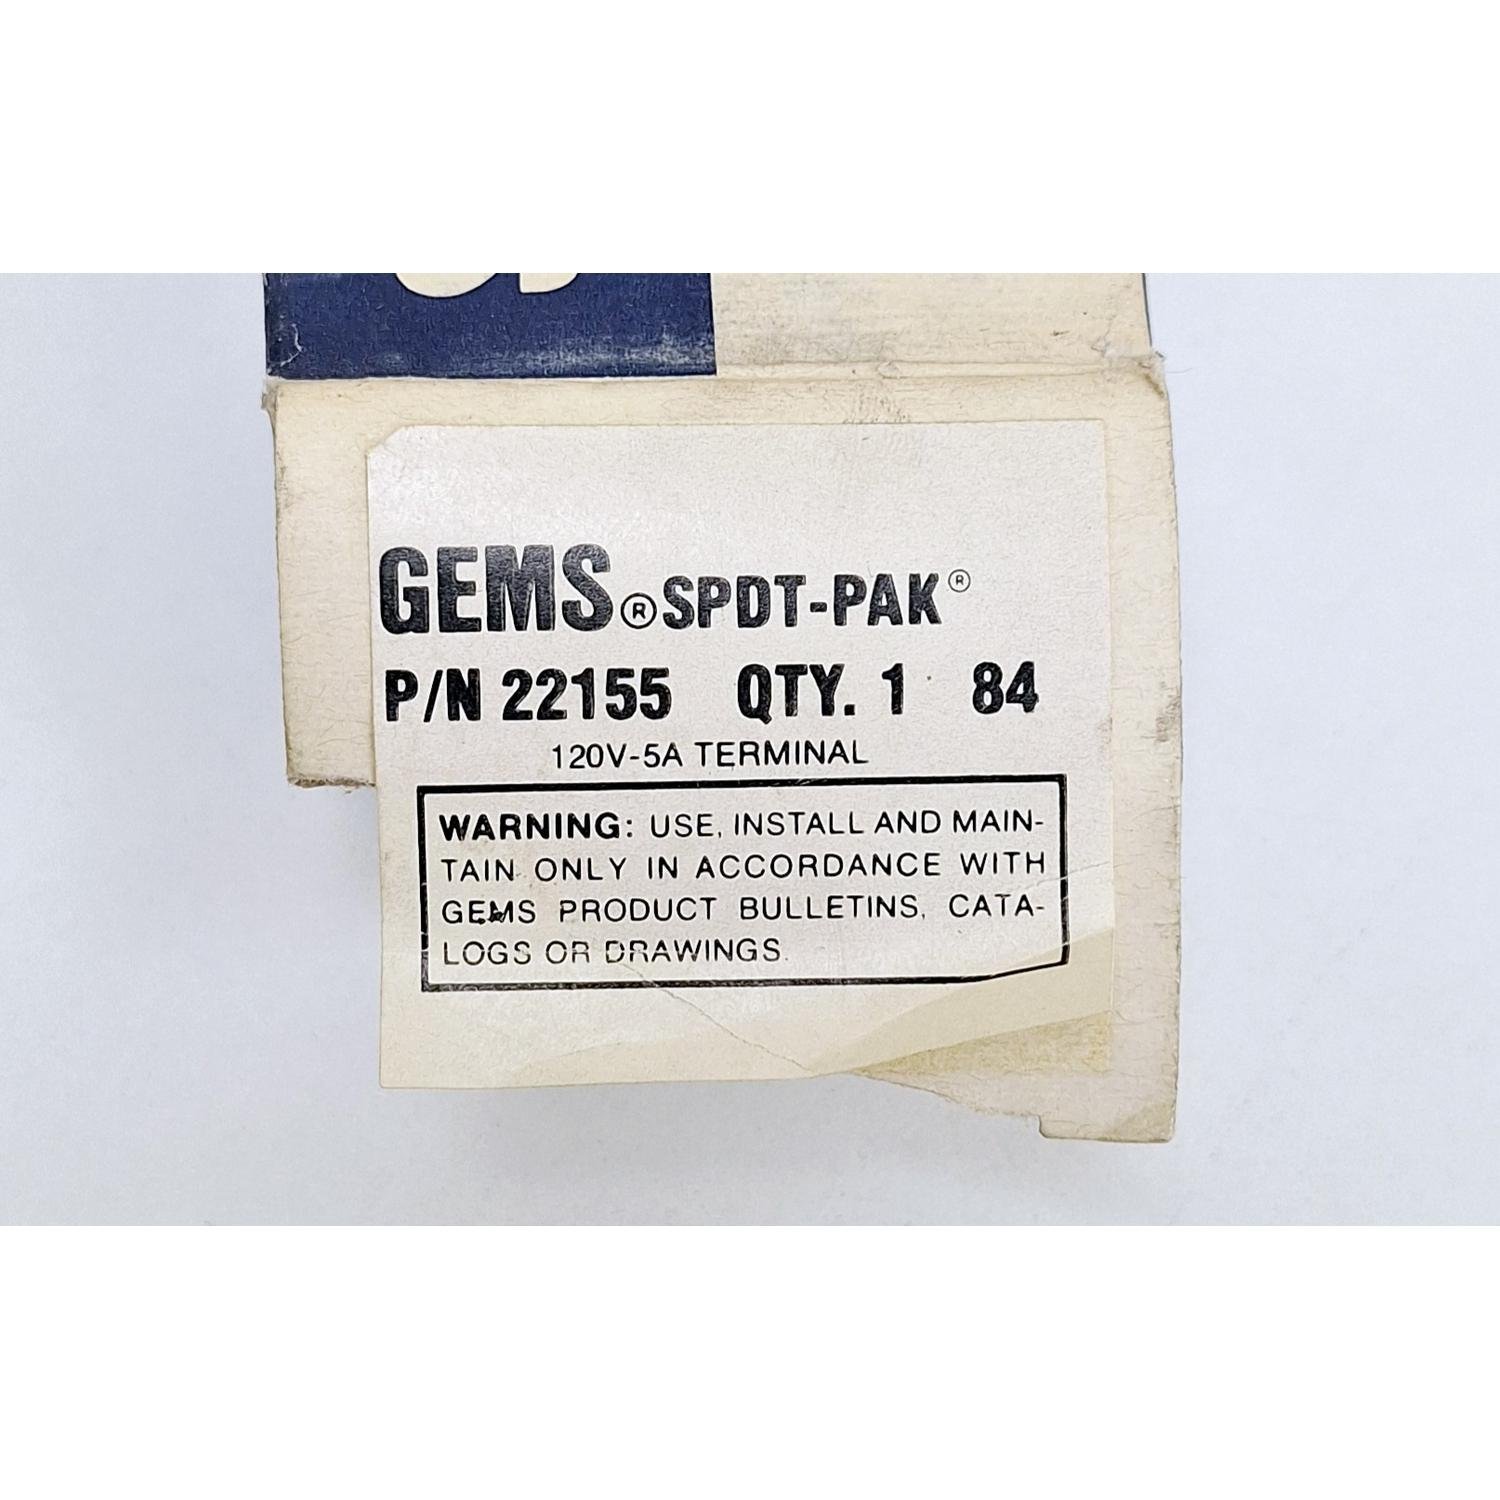 GEMS® SPDT-PAK®
P/N 22155 QTY. 1 84
120V-5A TERMINAL
WARNING: USE, INSTALL AND MAIN-
TAIN ONLY IN ACCORDANCE WITH
GEMS PRODUCT BULLETINS, CATA-
LOGS OR DRAWINGS.